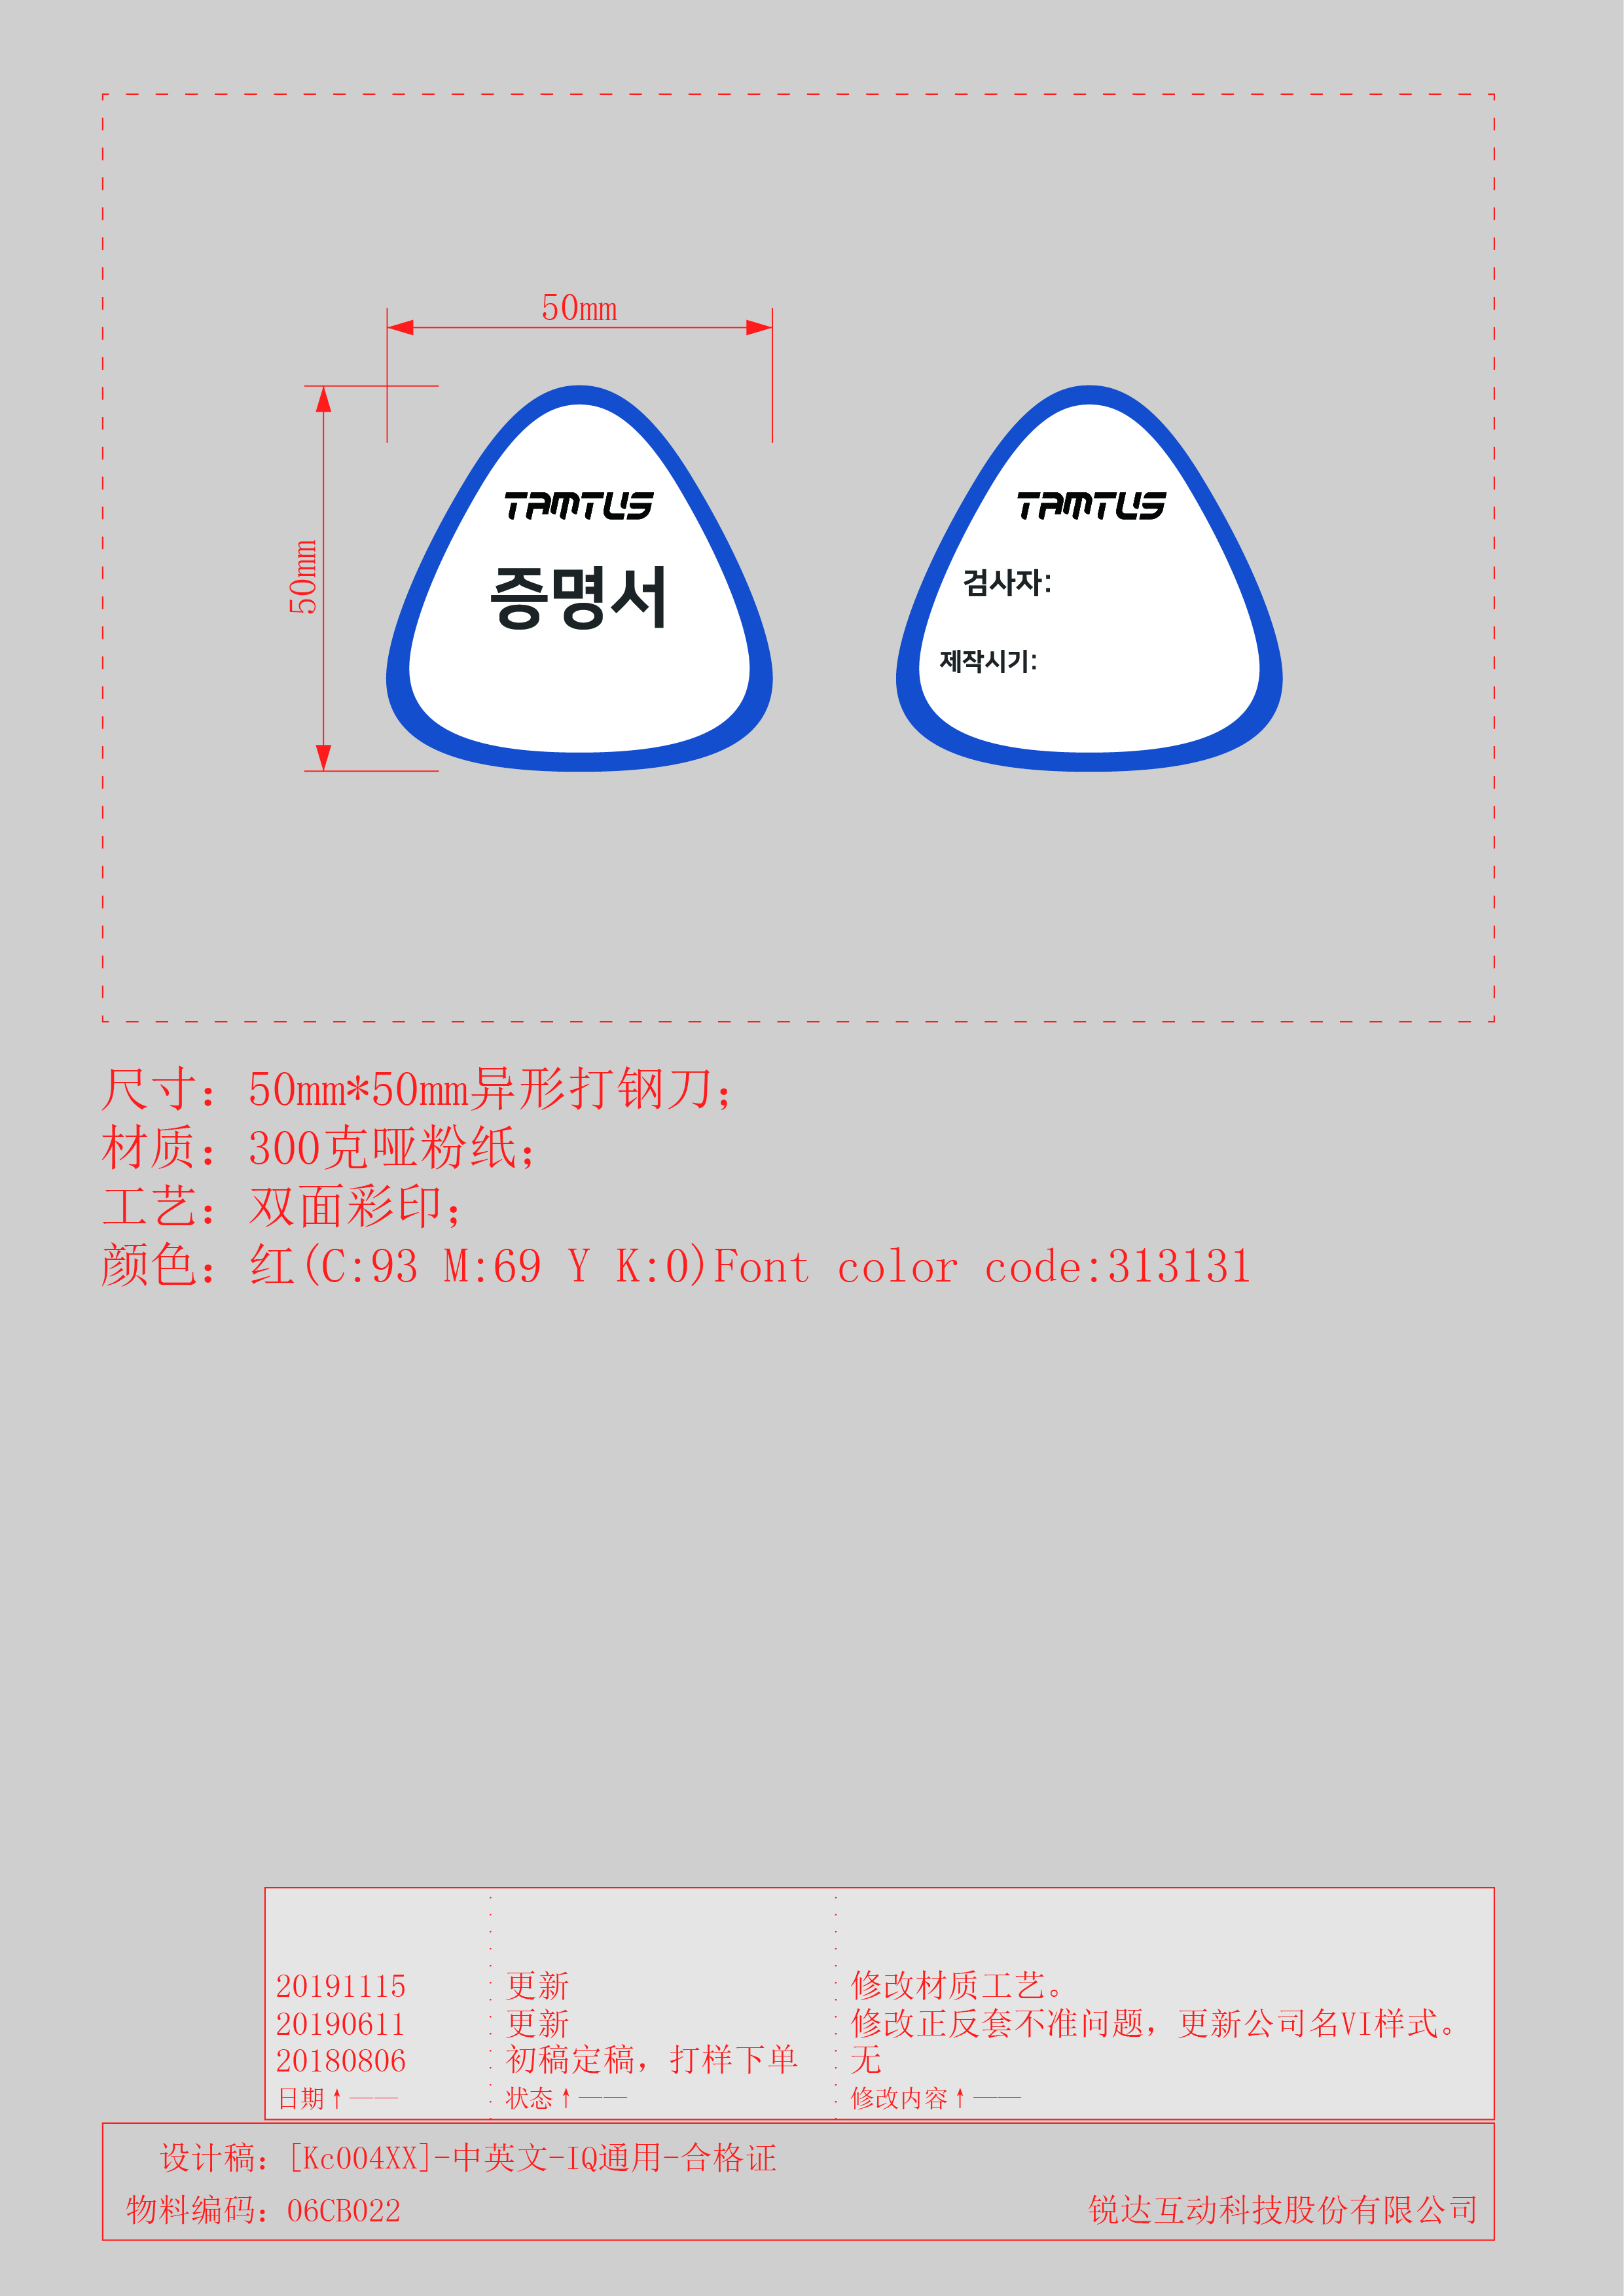 50mm
50mm
TAMTUS
증명서
TAMTUS
검사자:
제작시기:
尺寸：50mm*50mm异形打钢刀；
材质：300克哑粉纸；
工艺：双面彩印；
颜色：红(C:93 M:69 Y K:0)Font color code:313131
20191115 更新 修改材质工艺。
20190611 更新 修改正反套不准问题，更新公司名VI样式。
20180806 初稿定稿，打样下单 无
日期↑—— 状态↑—— 修改内容↑——
设计稿：[Kc004XX]-中英文-IQ通用-合格证
物料编码：06CB022 锐达互动科技股份有限公司